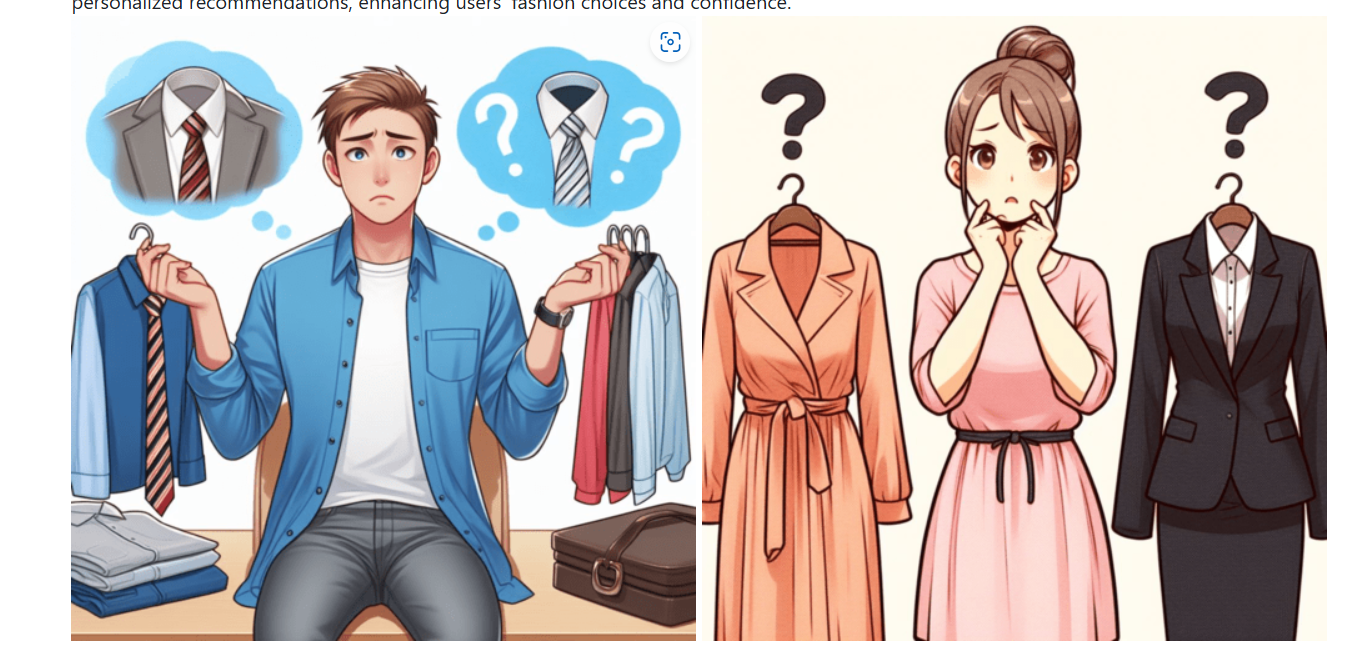 personalized recommendations, enhancing users' fashion choices and confidence.
? ?
? ?